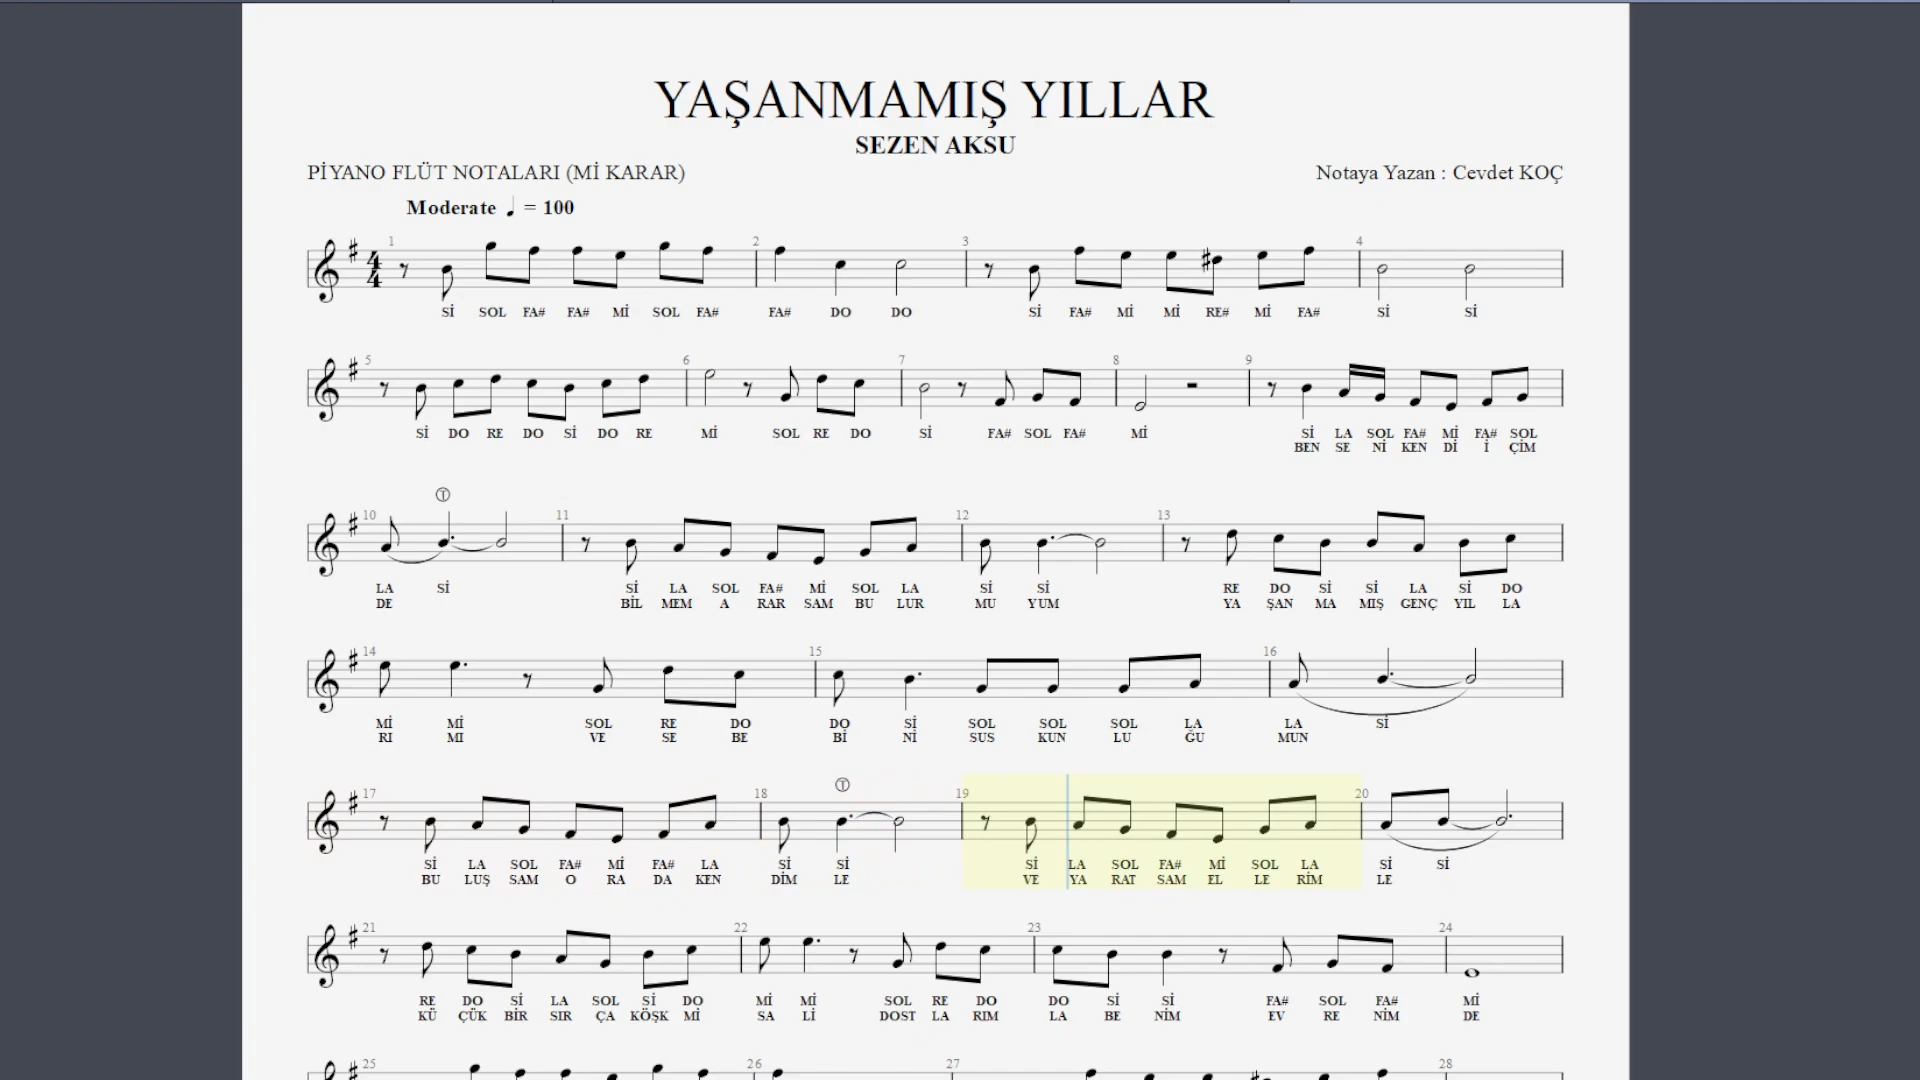 YAŞANMAMIŞ YILLAR
SEZEN AKSU
PİYANO FLÜT NOTALARI (Mİ KARAR)
Notaya Yazan : Cevdet KOÇ
Moderate ♩ = 100
1 2 3 4
Sİ SOL FA# FA# Mİ SOL FA# FA# DO DO Sİ FA# Mİ Mİ RE# Mİ FA# Sİ Sİ
5 6 7 8 9
Sİ DO RE DO Sİ DO RE Mİ SOL RE DO Sİ FA# SOL FA# Mİ Sİ LA SOL FA# Mİ FA# SOL
BEN SE Nİ KEN Dİ İ ÇİM
T
10 11 12 13
LA Sİ Sİ LA SOL FA# Mİ SOL LA Sİ Sİ RE DO Sİ Sİ LA Sİ DO
DE BİL MEM A RAR SAM BU LUR MU YUM YA ŞAN MA MIŞ GENÇ YIL LA
14 15 16
Mİ Mİ SOL RE DO DO Sİ SOL SOL SOL LA LA Sİ
RI MI VE SE BE Bİ Nİ SUS KUN LU ĞU MUN
T
17 18 19 20
Sİ LA SOL FA# Mİ FA# LA Sİ Sİ Sİ LA SOL FA# Mİ SOL LA Sİ Sİ
BU LUŞ SAM O RA DA KEN DİM LE VE YA RAT SAM EL LE RİM LE
21 22 23 24
RE DO Sİ LA SOL Sİ DO Mİ Mİ SOL RE DO DO Sİ Sİ FA# SOL FA# Mİ
KÜ ÇÜK BİR SIR ÇA KÖŞK Mİ SA Lİ DOST LA RIM LA BE NİM EV RE NİM DE
25 26 27 28